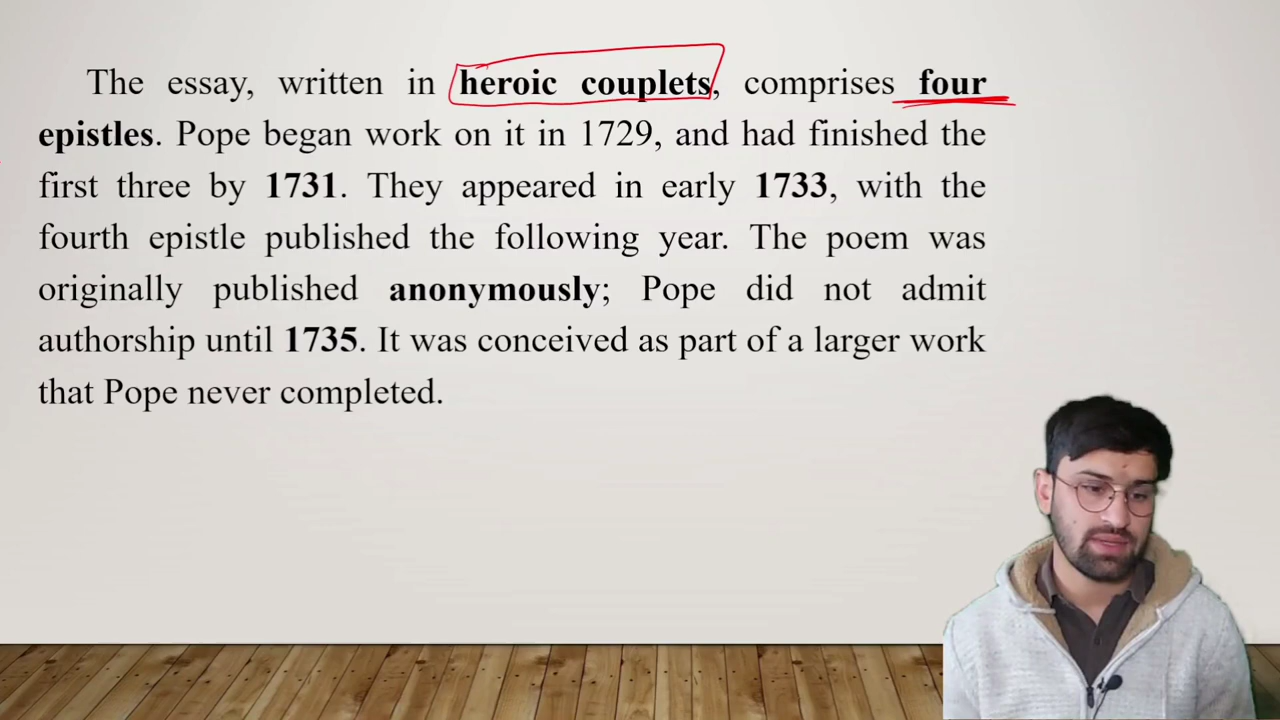 The essay, written in heroic couplets, comprises four
epistles. Pope began work on it in 1729, and had finished the
first three by 1731. They appeared in early 1733, with the
fourth epistle published the following year. The poem was
originally published anonymously; Pope did not admit
authorship until 1735. It was conceived as part of a larger work
that Pope never completed.